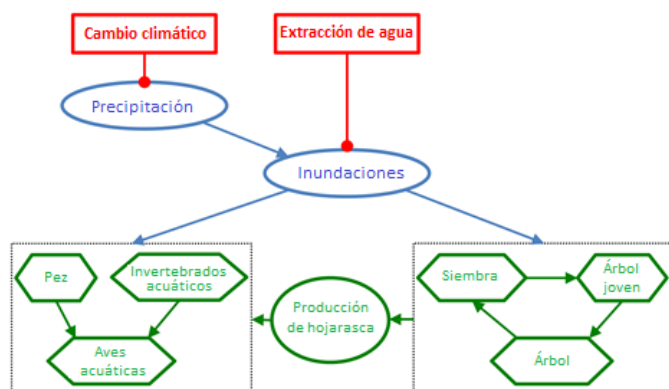 Cambio climático
Extracción de agua
Precipitación
Inundaciones
Pez
Invertebrados
acuáticos
Aves
acuáticas
Producción
de hojarasca
Siembra
Árbol
joven
Árbol